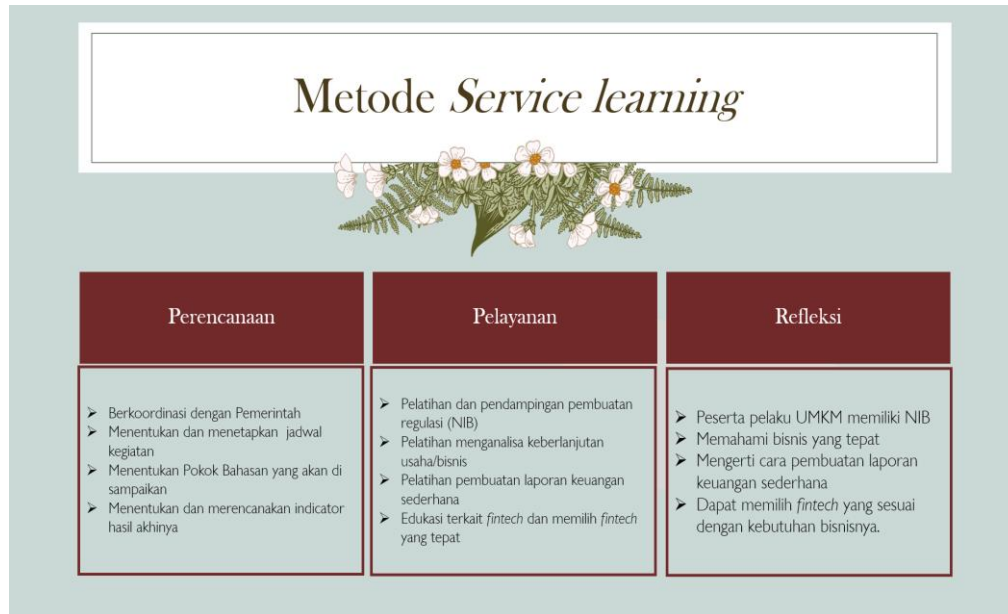 Metode Service learning
Perencanaan
Berkoordinasi dengan Pemerintah
Menentukan dan menetapkan jadwal
kegiatan
Menentukan Pokok Bahasan yang akan di
sampaikan
Menentukan dan merencanakan indicator
hasil akhinya
Pelayanan
Pelatihan dan pendampingan pembuatan
regulasi (NIB)
Pelatihan menganalisa keberlanjutan
usaha/bisnis
Pelatihan pembuatan laporan keuangan
sederhana
Edukasi terkait fintech dan memilih fintech
yang tepat
Refleksi
Peserta pelaku UMKM memiliki NIB
Memahami bisnis yang tepat
Mengerti cara pembuatan laporan
keuangan sederhana
Dapat memilih fintech yang sesuai
dengan kebutuhan bisnisnya.